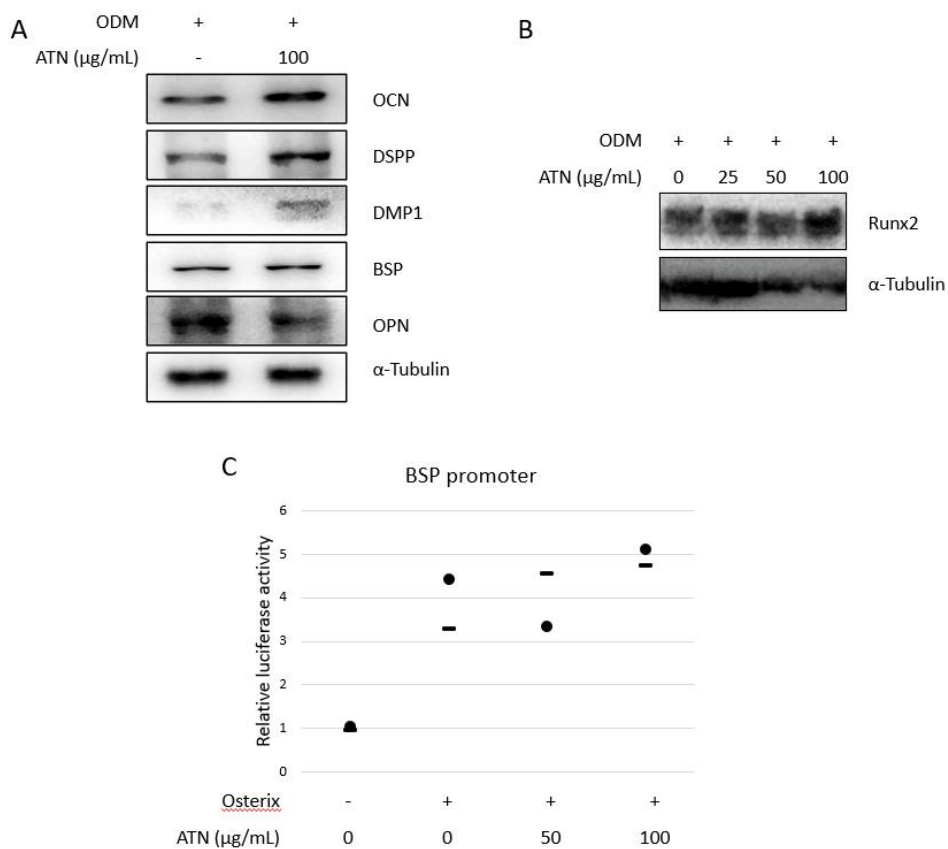 A
ODM + +
ATN (µg/mL) - 100
OCN
DSPP
DMP1
BSP
OPN
α-Tubulin
B
ODM + + + +
ATN (µg/mL) 0 25 50 100
Runx2
α-Tubulin
C
BSP promoter
Relative luciferase activity
6
5
4
3
2
1
0
Osterix - + + +
ATN (µg/mL) 0 0 50 100